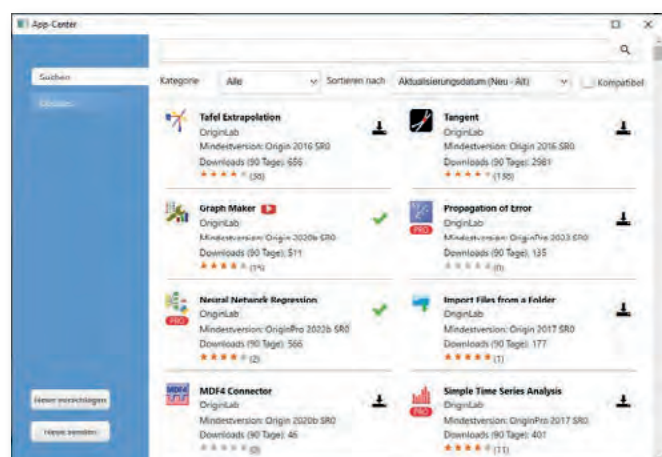 App-Center
Suchen
Updates
Kategorie Alle Sortieren nach Aktualisierungsdatum (Neu - Alt) Kompatibel
Tafel Extrapolation
OriginLab
Mindestversion: Origin 2016 SR0
Downloads (90 Tage): 656
Tangent
OriginLab
Mindestversion: Origin 2016 SR0
Downloads (90 Tage): 2981
(138)
Graph Maker
OriginLab
Mindestversion: Origin 2020b SR0
Downloads (90 Tage): 511
(15)
PRO
Propagation of Error
OriginLab
Mindestversion: OriginPro 2023 SR0
Downloads (90 Tage): 135
(0)
PRO
Neural Network Regression
OriginLab
Mindestversion: OriginPro 2022b SR0
Downloads (90 Tage): 566
(2)
Import Files from a Folder
OriginLab
Mindestversion: Origin 2017 SR0
Downloads (90 Tage): 177
(1)
MDF4
MDF4 Connector
OriginLab
Mindestversion: Origin 2020b SR0
Downloads (90 Tage): 46
(0)
PRO
Simple Time Series Analysis
OriginLab
Mindestversion: OriginPro 2017 SR0
Downloads (90 Tage): 401
(11)
Neue vorschlagen
Neue senden